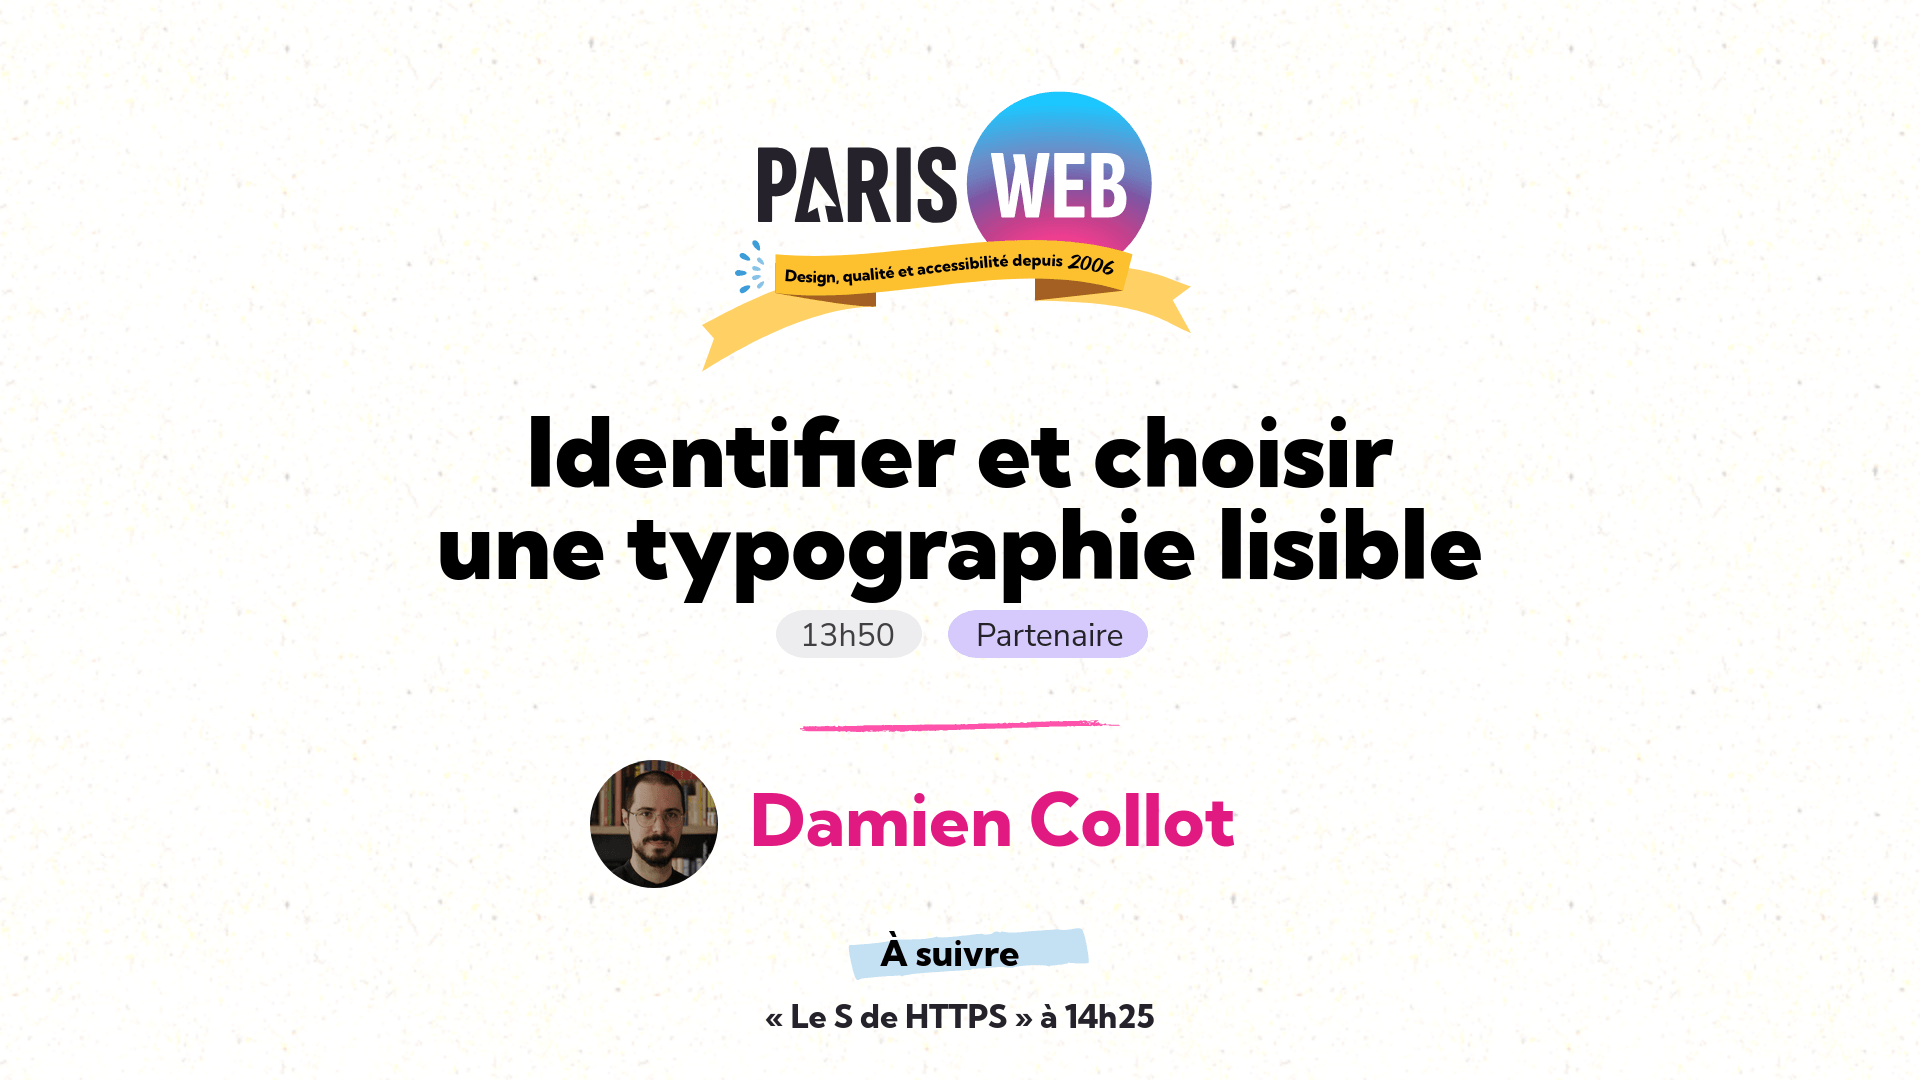 PARIS WEB
Design, qualité et accessibilité depuis 2006
Identifier et choisir
une typographie lisible
13h50 Partenaire
Damien Collot
À suivre
« Le S de HTTPS » à 14h25